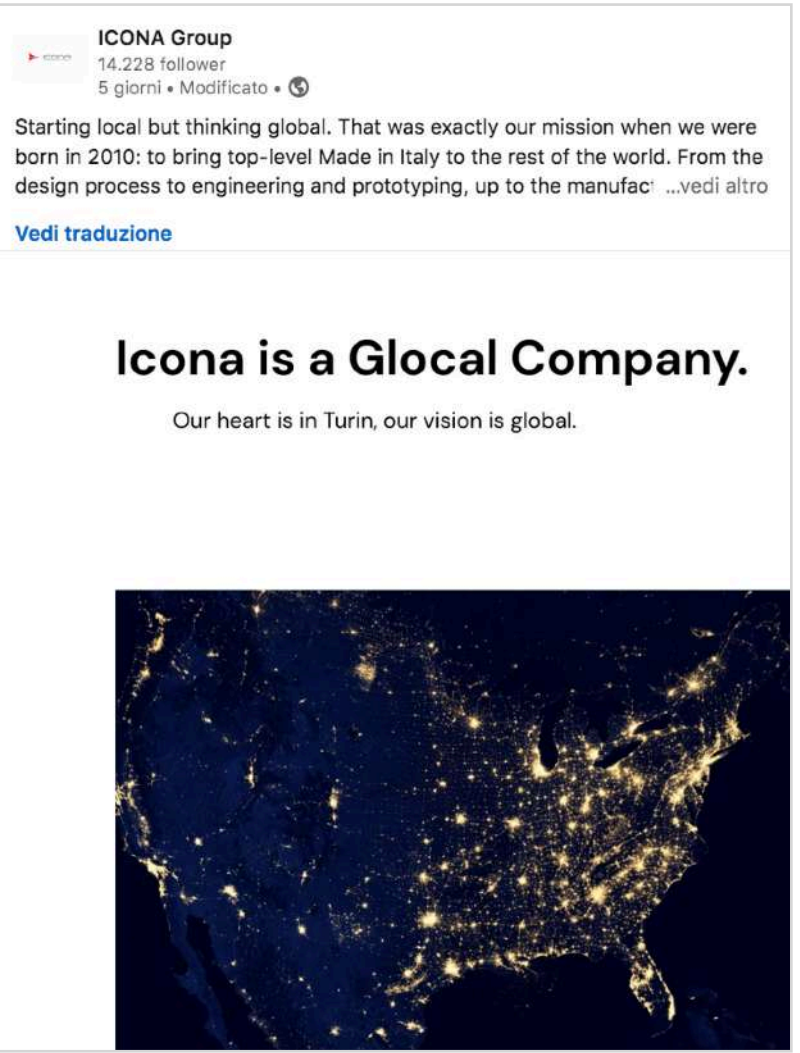 ICONA Group
14.228 follower
5 giorni • Modificato •
Starting local but thinking global. That was exactly our mission when we were
born in 2010: to bring top-level Made in Italy to the rest of the world. From the
design process to engineering and prototyping, up to the manufac ...vedi altro
Vedi traduzione
Icona is a Glocal Company.
Our heart is in Turin, our vision is global.